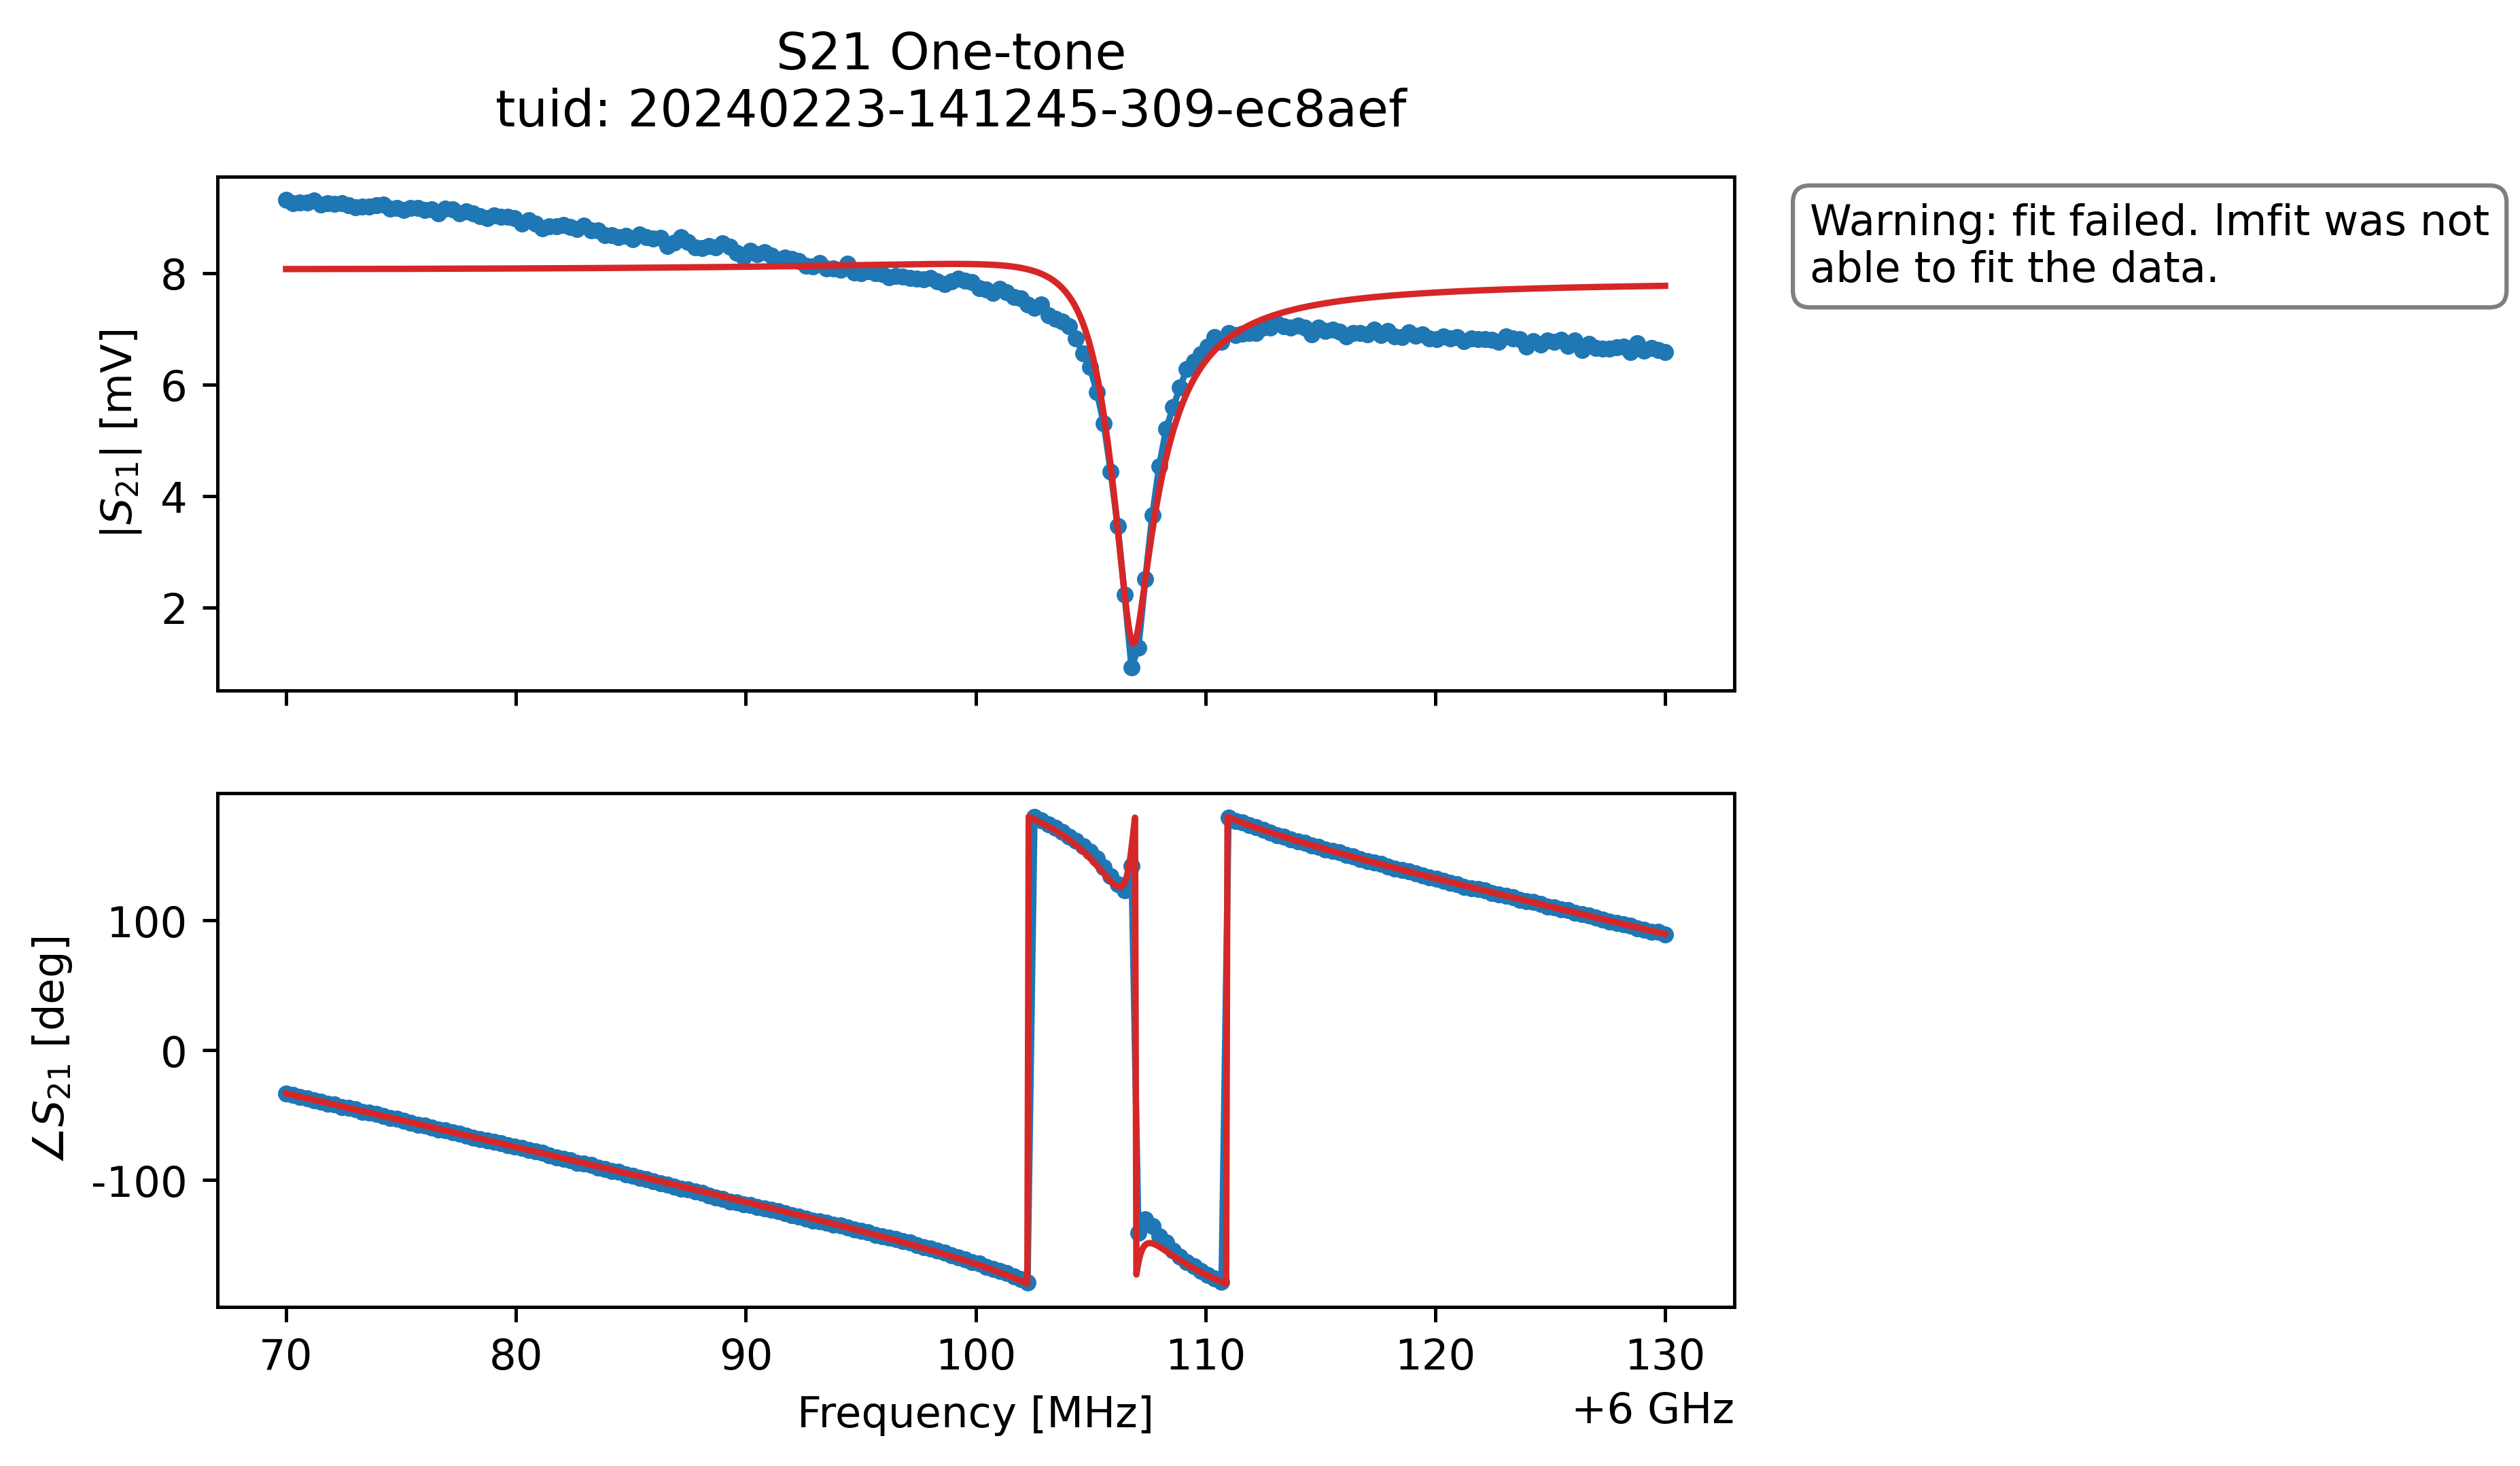 S21 One-tone
tuid: 20240223-141245-309-ec8aef
Warning: fit failed. lmfit was not
able to fit the data.
|S₂₁| [mV]
8
6
4
2
∠S₂₁ [deg]
100
0
-100
70 80 90 100 110 120 130
Frequency [MHz]
+6 GHz